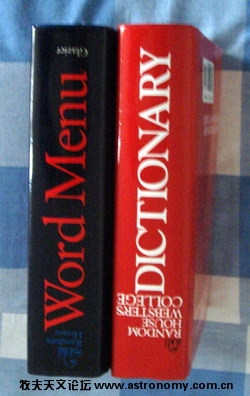 Glazier
Word Menu
Random
House
RANDOM
HOUSE
WEBSTER'S
COLLEGE
DICTIONARY
牧夫天文论坛 www.astronomy.com.cn